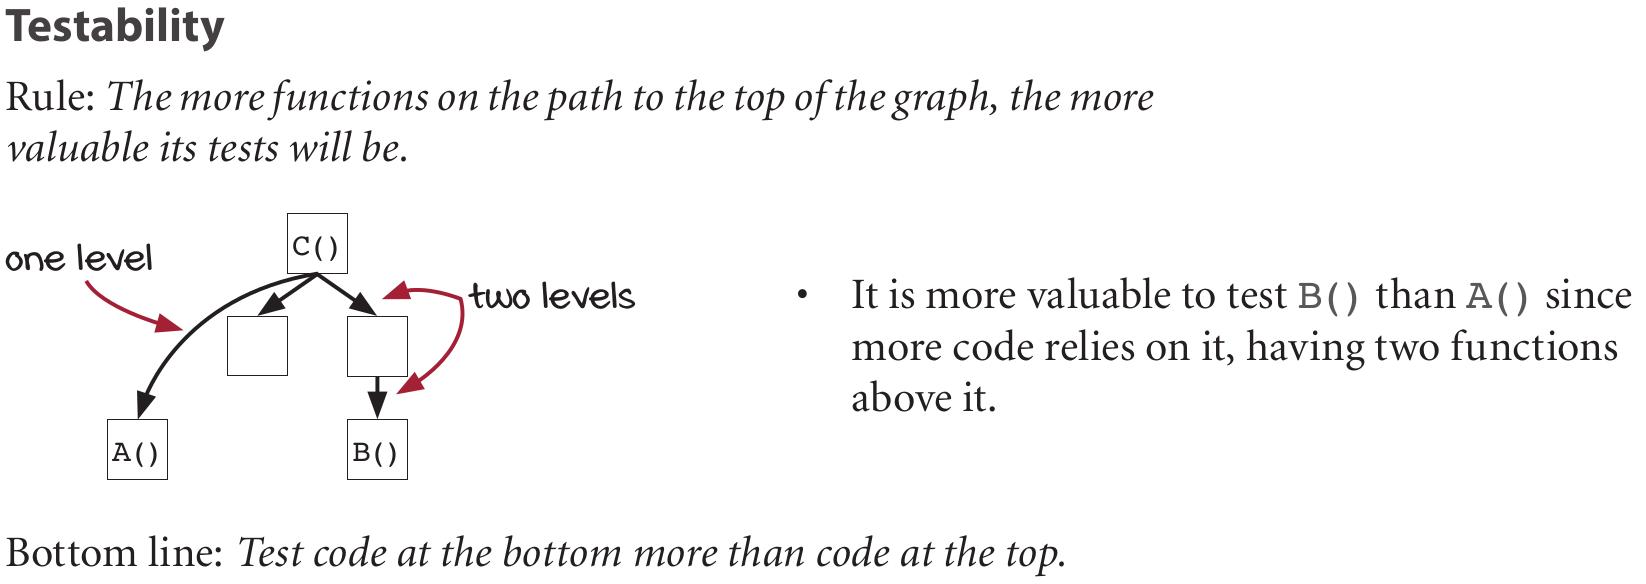 Testability
Rule: The more functions on the path to the top of the graph, the more
valuable its tests will be.
C()
one level
two levels
A()
B()
• It is more valuable to test B() than A() since
more code relies on it, having two functions
above it.
Bottom line: Test code at the bottom more than code at the top.